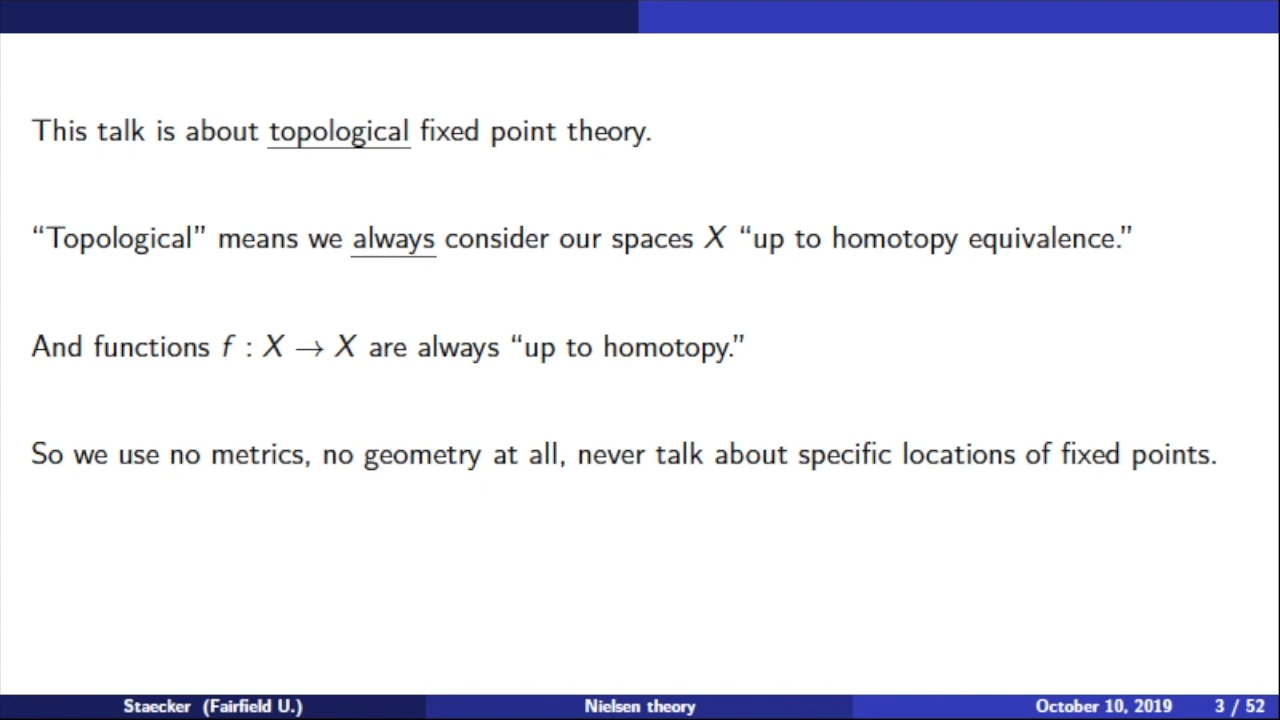 This talk is about topological fixed point theory.
“Topological” means we always consider our spaces X “up to homotopy equivalence.”
And functions f : X → X are always “up to homotopy.”
So we use no metrics, no geometry at all, never talk about specific locations of fixed points.
Staecker (Fairfield U.) Nielsen theory October 10, 2019 3 / 52